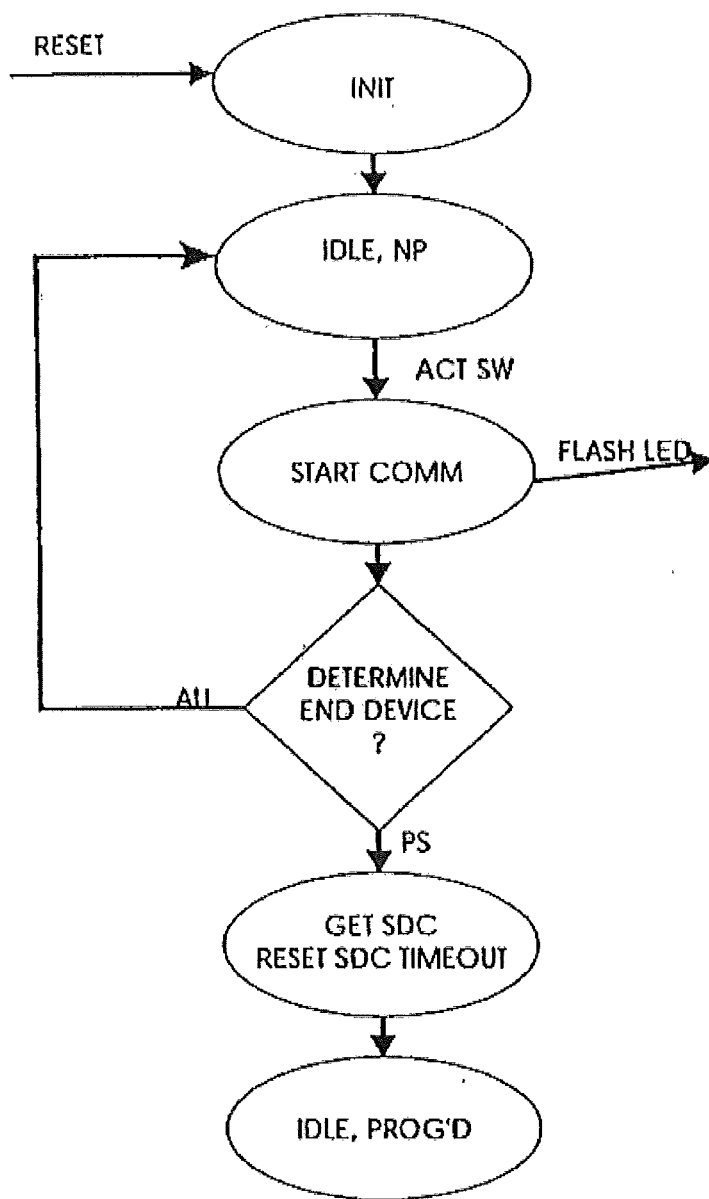 RESET
INIT
IDLE, NP
ACT SW
START COMM
FLASH LED
DETERMINE
END DEVICE
?
PS
GET SDC
RESET SDC TIMEOUT
IDLE, PROG'D